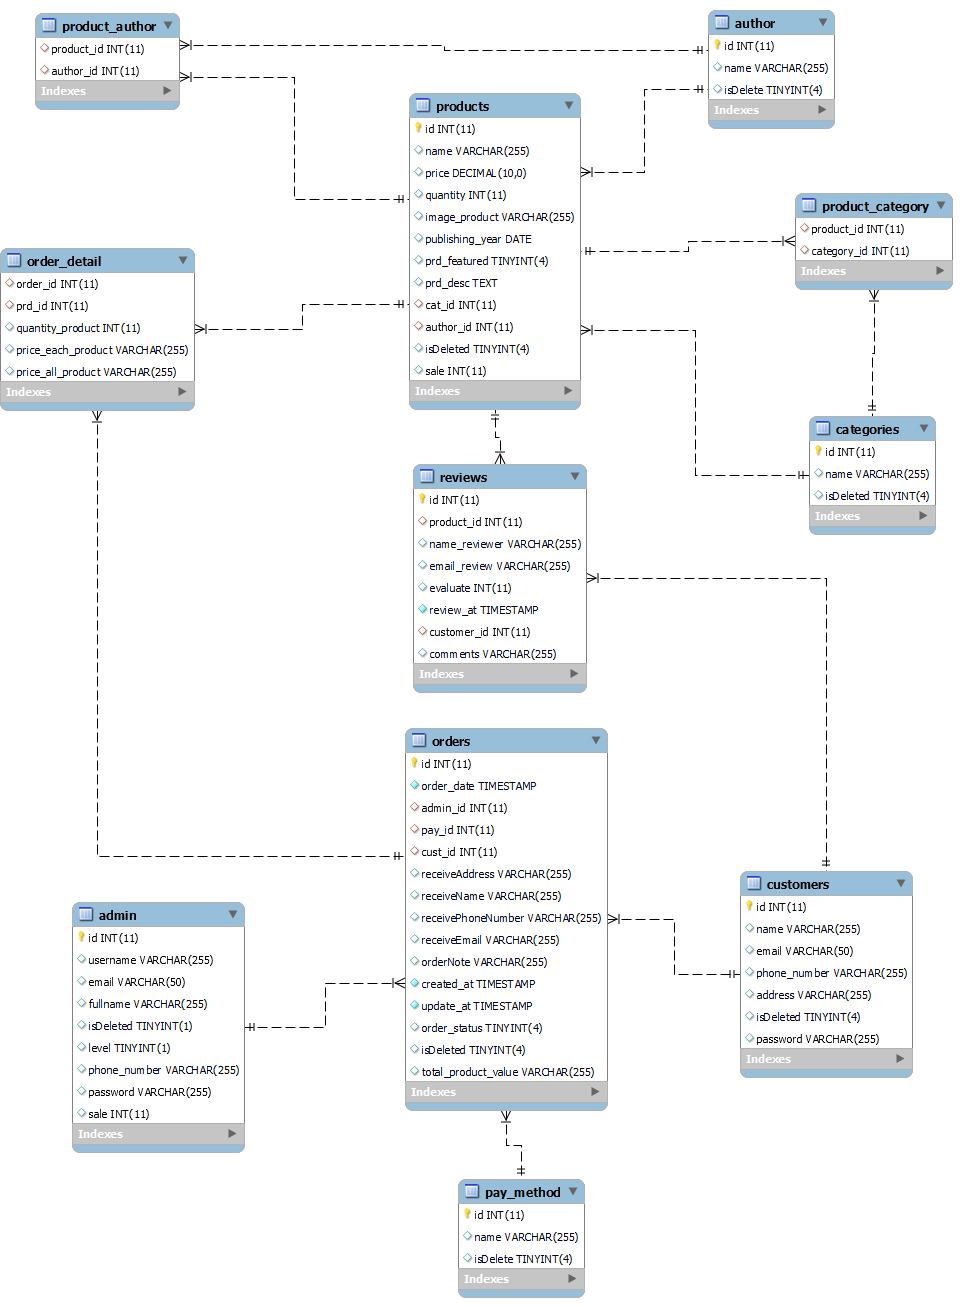 product_author
product_id INT(11)
author_id INT(11)
Indexes
author
id INT(11)
name VARCHAR(255)
isDelete TINYINT(4)
Indexes
products
id INT(11)
name VARCHAR(255)
price DECIMAL(10,0)
quantity INT(11)
image_product VARCHAR(255)
publishing_year DATE
prd_featured TINYINT(4)
prd_desc TEXT
cat_id INT(11)
author_id INT(11)
isDeleted TINYINT(4)
sale INT(11)
Indexes
product_category
product_id INT(11)
category_id INT(11)
Indexes
order_detail
order_id INT(11)
prd_id INT(11)
quantity_product INT(11)
price_each_product VARCHAR(255)
price_all_product VARCHAR(255)
Indexes
categories
id INT(11)
name VARCHAR(255)
isDeleted TINYINT(4)
Indexes
reviews
id INT(11)
product_id INT(11)
name_reviewer VARCHAR(255)
email_review VARCHAR(255)
evaluate INT(11)
review_at TIMESTAMP
customer_id INT(11)
comments VARCHAR(255)
Indexes
orders
id INT(11)
order_date TIMESTAMP
admin_id INT(11)
pay_id INT(11)
cust_id INT(11)
receiveAddress VARCHAR(255)
receiveName VARCHAR(255)
receivePhoneNumber VARCHAR(255)
receiveEmail VARCHAR(255)
orderNote VARCHAR(255)
created_at TIMESTAMP
update_at TIMESTAMP
order_status TINYINT(4)
isDeleted TINYINT(4)
total_product_value VARCHAR(255)
Indexes
customers
id INT(11)
name VARCHAR(255)
email VARCHAR(50)
phone_number VARCHAR(255)
address VARCHAR(255)
isDeleted TINYINT(4)
password VARCHAR(255)
Indexes
admin
id INT(11)
username VARCHAR(255)
email VARCHAR(50)
fullname VARCHAR(255)
isDeleted TINYINT(1)
level TINYINT(1)
phone_number VARCHAR(255)
password VARCHAR(255)
sale INT(11)
Indexes
pay_method
id INT(11)
name VARCHAR(255)
isDelete TINYINT(4)
Indexes